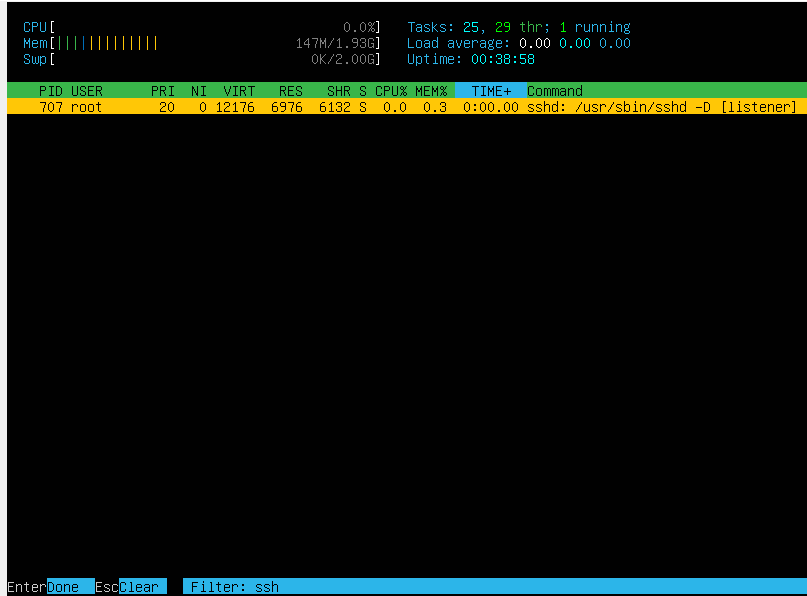 CPU[ 0.0%] Tasks: 25, 29 thr; 1 running
Mem[||||||||||||| 147M/1.93G] Load average: 0.00 0.00 0.00
Swp[ 0K/2.00G] Uptime: 00:38:58
PID USER PRI NI VIRT RES SHR S CPU% MEM% TIME+ Command
707 root 20 0 12176 6976 6132 S 0.0 0.3 0:00.00 sshd: /usr/sbin/sshd -D [listener]
EnterDone EscClear Filter: ssh